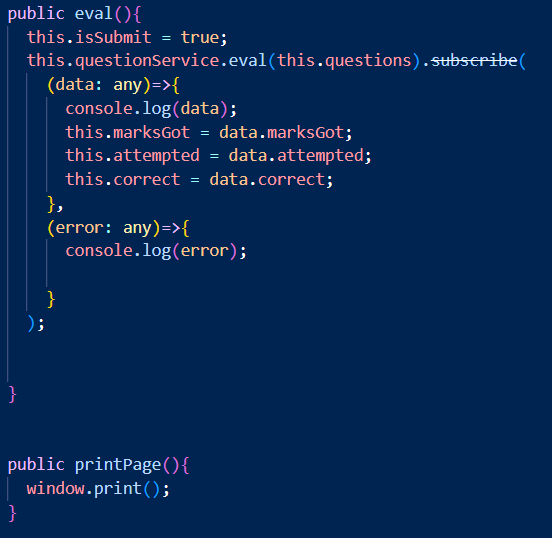 public eval(){
  this.isSubmit = true;
  this.questionService.eval(this.questions).subscribe(
    (data: any)=>{
      console.log(data);
      this.marksGot = data.marksGot;
      this.attempted = data.attempted;
      this.correct = data.correct;
    },
    (error: any)=>{
      console.log(error);
    }
  );
}
public printPage(){
  window.print();
}